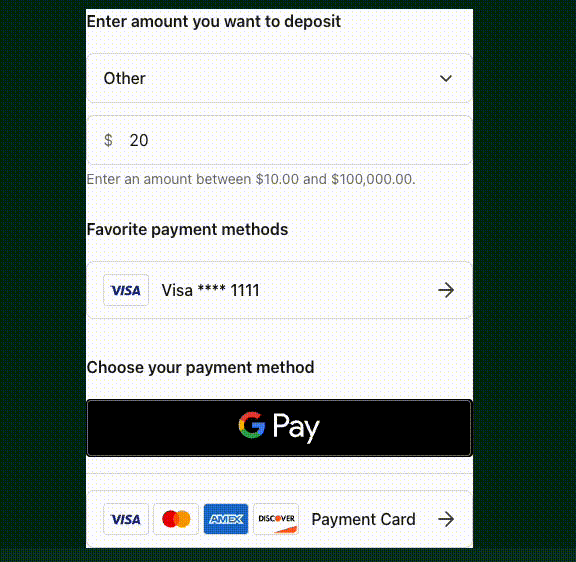 Enter amount you want to deposit
Other
$ 20
Enter an amount between $10.00 and $100,000.00.
Favorite payment methods
VISA Visa **** 1111
Choose your payment method
G Pay
VISA AMEX DISCOVER Payment Card